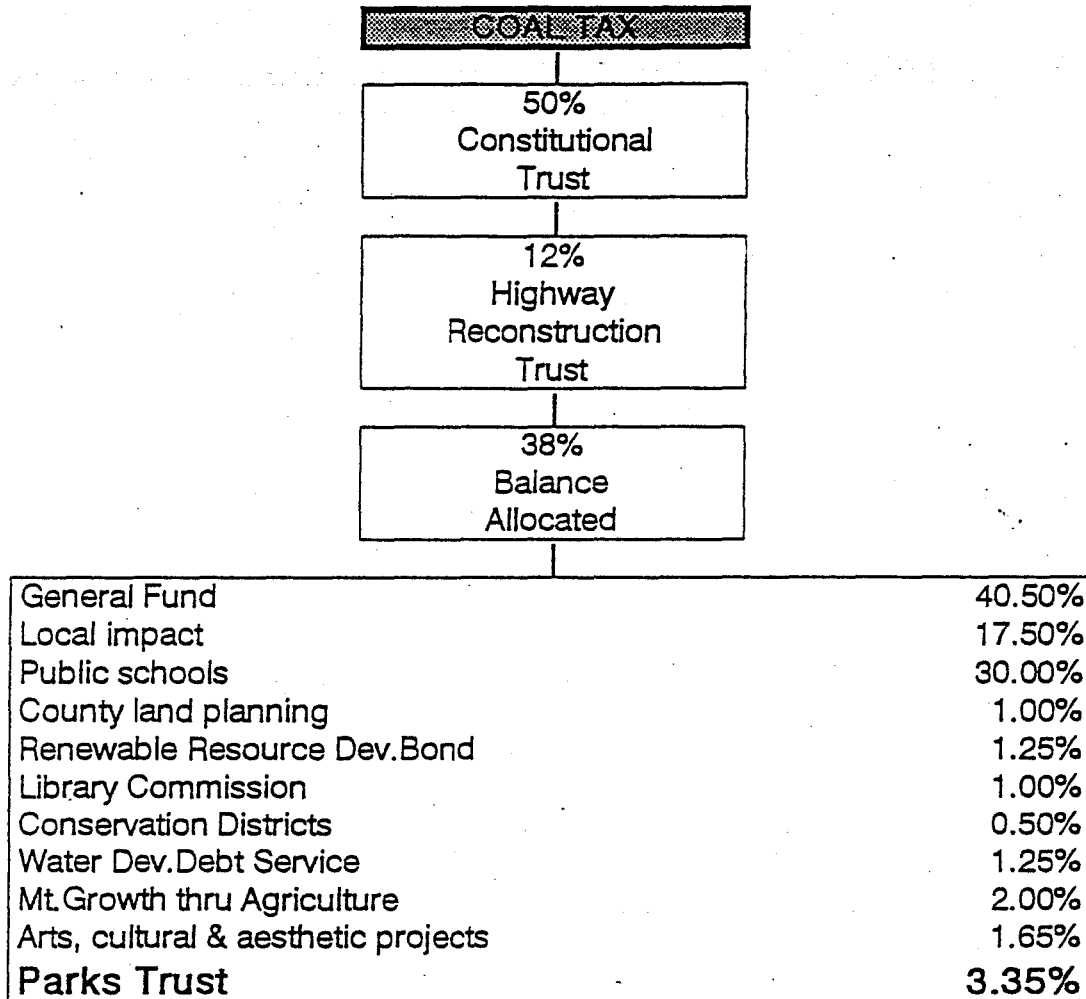 COAL TAX
50%
Constitutional
Trust
12%
Highway
Reconstruction
Trust
38%
Balance
Allocated
General Fund 40.50%
Local impact 17.50%
Public schools 30.00%
County land planning 1.00%
Renewable Resource Dev.Bond 1.25%
Library Commission 1.00%
Conservation Districts 0.50%
Water Dev.Debt Service 1.25%
Mt.Growth thru Agriculture 2.00%
Arts, cultural & aesthetic projects 1.65%
Parks Trust 3.35%